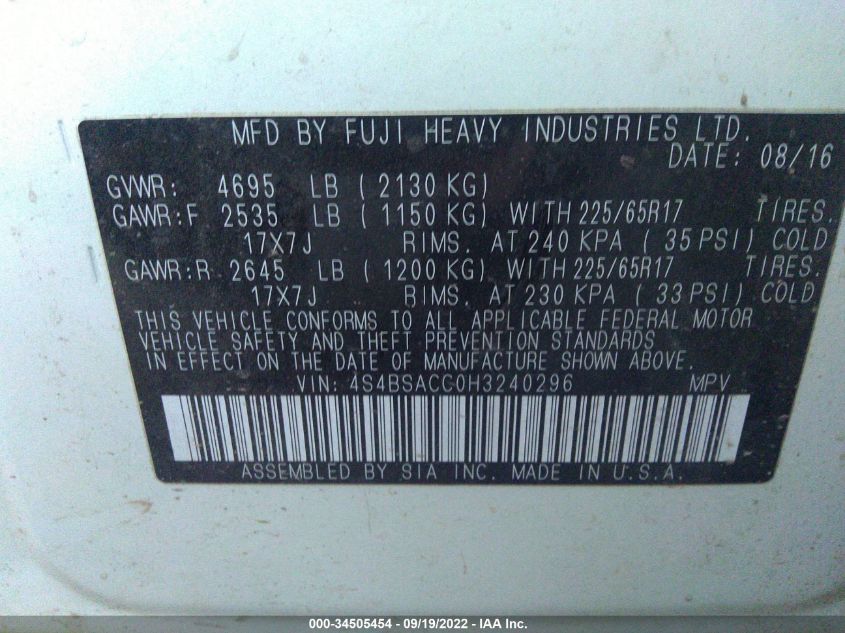 MFD BY FUJI HEAVY INDUSTRIES LTD.
DATE: 08/16
GVWR: 4695 LB ( 2130 KG)
GAWR:F 2535 LB ( 1150 KG) WITH 225/65R17 TIRES.
17X7J RIMS. AT 240 KPA ( 35 PSI) COLD
GAWR:R 2645 LB ( 1200 KG) WITH 225/65R17 TIRES.
17X7J RIMS. AT 230 KPA ( 33 PSI) COLD
THIS VEHICLE CONFORMS TO ALL APPLICABLE FEDERAL MOTOR
VEHICLE SAFETY AND THEFT PREVENTION STANDARDS
IN EFFECT ON THE DATE OF MANUFACTURE SHOWN ABOVE.
VIN: 4S4BSACC0H3240296 MPV
ASSEMBLED BY SIA INC. MADE IN U.S.A.
000-34505454 - 09/19/2022 - IAA Inc.